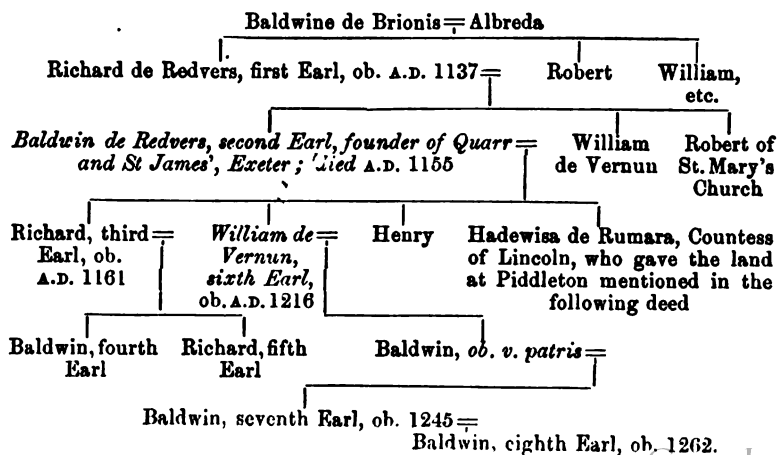 Baldwine de Brionis = Albreda
Richard de Redvers, first Earl, ob. A.D. 1137 = Robert William,
etc.
Baldwin de Redvers, second Earl, founder of Quarr = William Robert of
and St James', Exeter; Died A.D. 1155 de Vernun St. Mary's
Church
Richard, third = William de = Henry Hadewisa de Rumara, Countess
Earl, ob. Vernun, of Lincoln, who gave the land
A.D. 1161 sixth Earl, at Piddleton mentioned in the
ob. A.D. 1216 following deed
Baldwin, fourth Richard, fifth Baldwin, ob. v. patris =
Earl Earl
Baldwin, seventh Earl, ob. 1245 =
Baldwin, eighth Earl, ob. 1262.